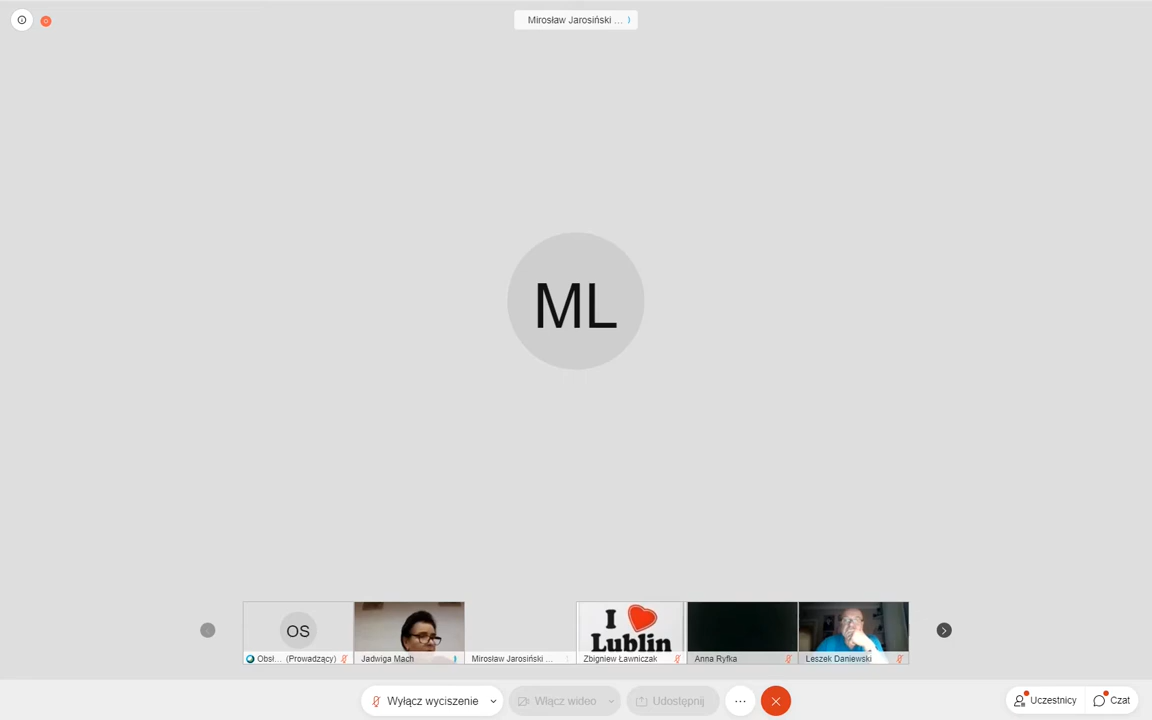 Mirosław Jarosiński ...
ML
OS
I
Lublin
Obsł... (Prowadzący)
Jadwiga Mach
Mirosław Jarosiński ...
Zbigniew Ławniczak
Anna Ryfka
Leszek Daniewski
Wyłącz wyciszenie
Włącz wideo
Udostępnij
Uczestnicy
Czat